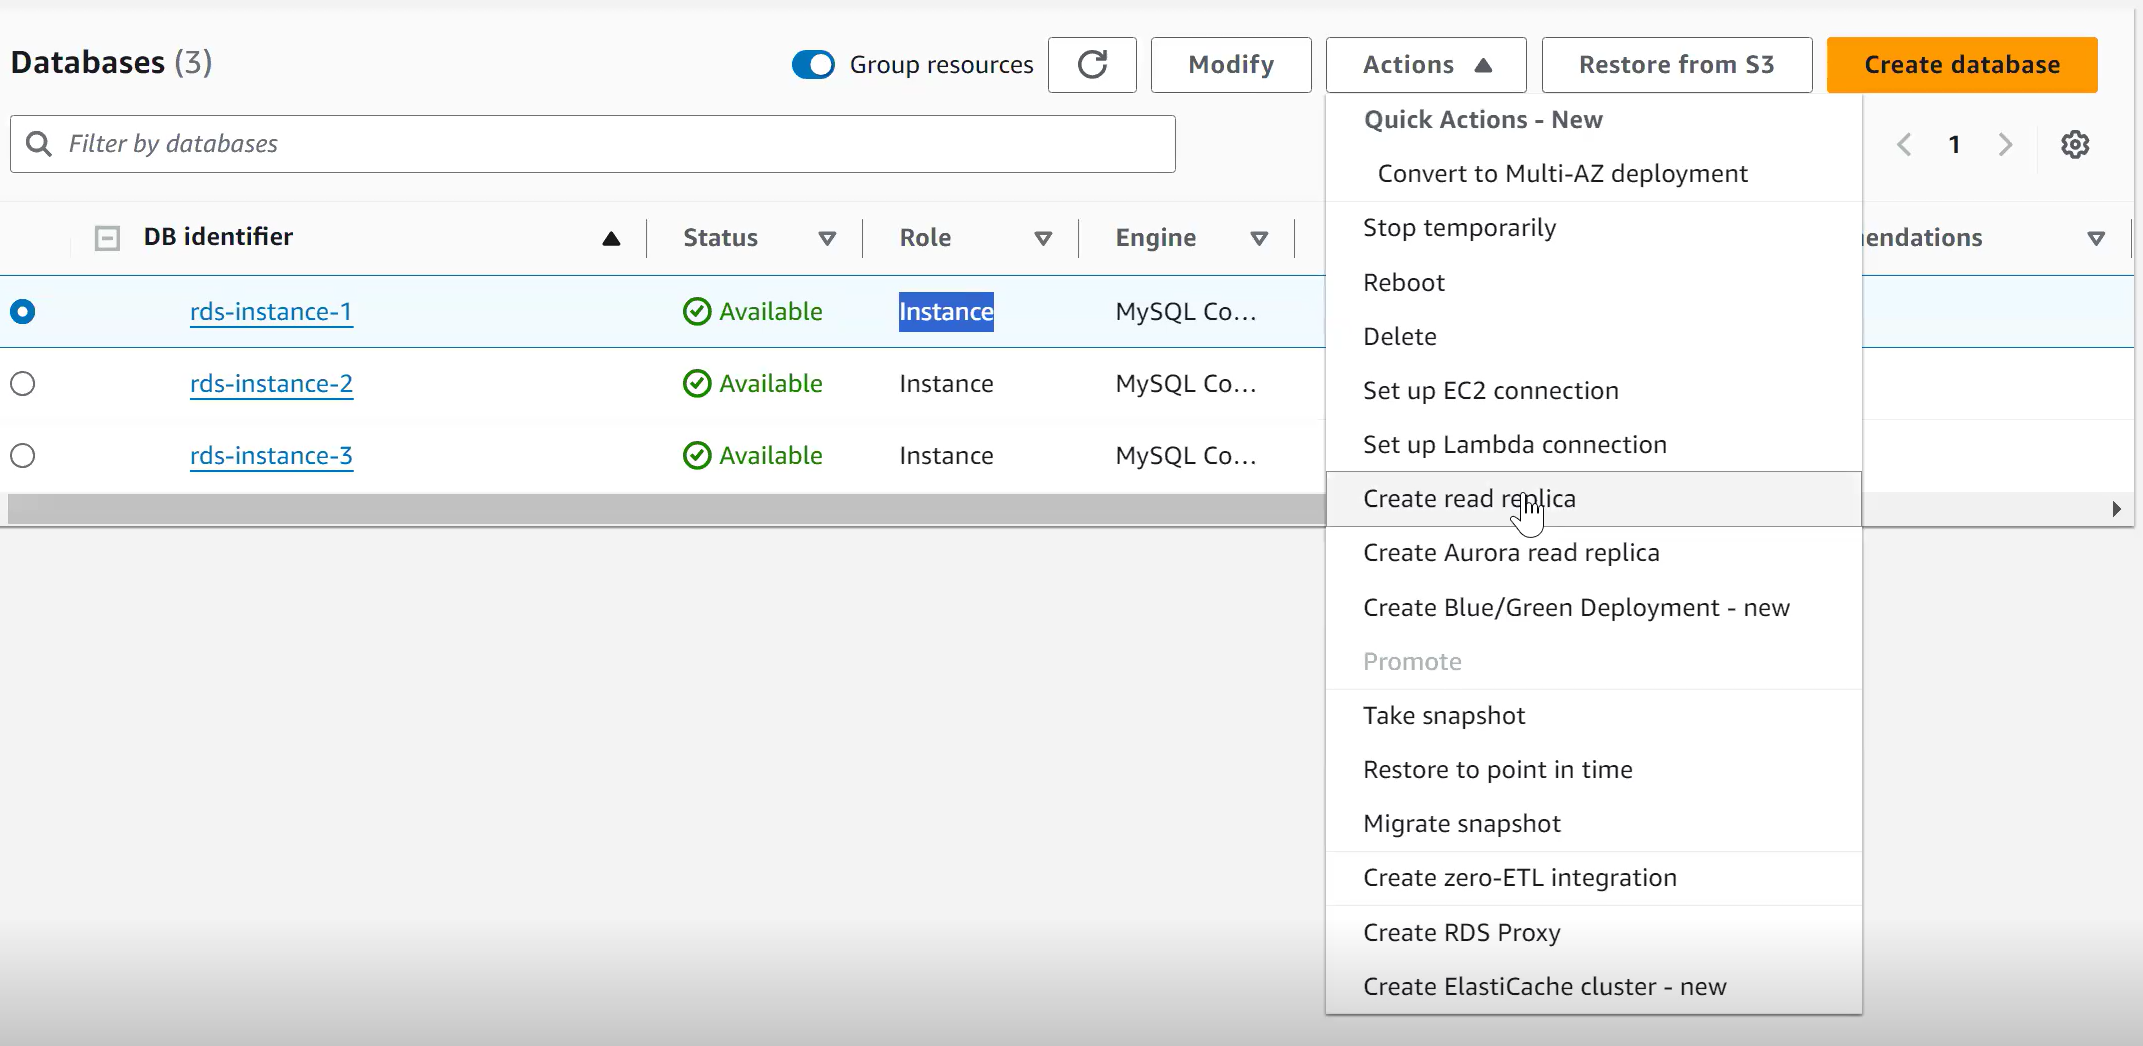 Databases (3)
Group resources
Modify
Actions
Restore from S3
Create database
Filter by databases
1
DB identifier
Status
Role
Engine
endations
rds-instance-1
Available
Instance
MySQL Co...
rds-instance-2
Available
Instance
MySQL Co...
rds-instance-3
Available
Instance
MySQL Co...
Quick Actions - New
Convert to Multi-AZ deployment
Stop temporarily
Reboot
Delete
Set up EC2 connection
Set up Lambda connection
Create read replica
Create Aurora read replica
Create Blue/Green Deployment - new
Promote
Take snapshot
Restore to point in time
Migrate snapshot
Create zero-ETL integration
Create RDS Proxy
Create ElastiCache cluster - new